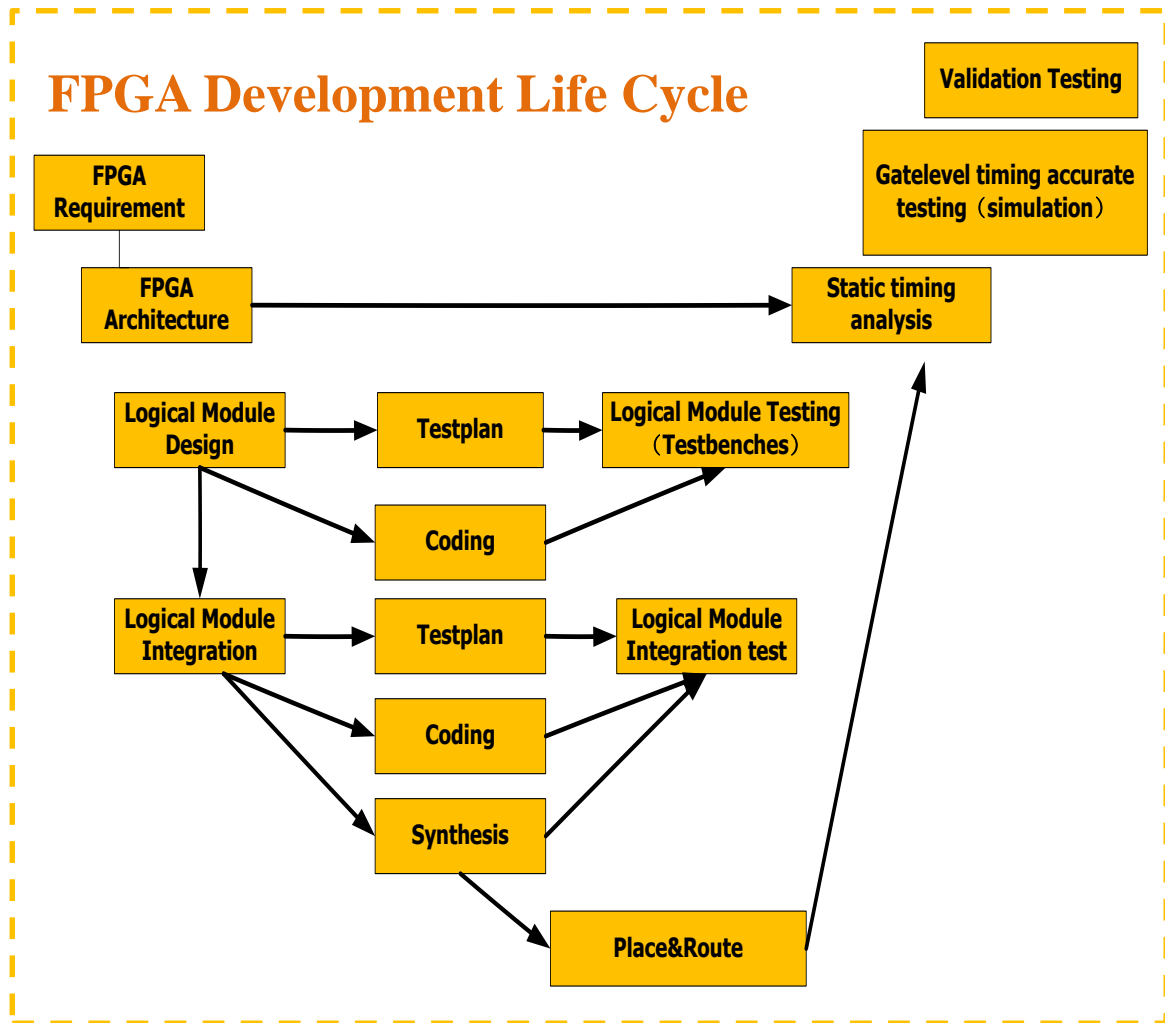 FPGA Development Life Cycle
Validation Testing
Gatelevel timing accurate
testing（simulation）
FPGA
Requirement
FPGA
Architecture
Static timing
analysis
Logical Module
Design
Testplan
Logical Module Testing
（Testbenches）
Coding
Logical Module
Integration
Testplan
Logical Module
Integration test
Coding
Synthesis
Place&Route